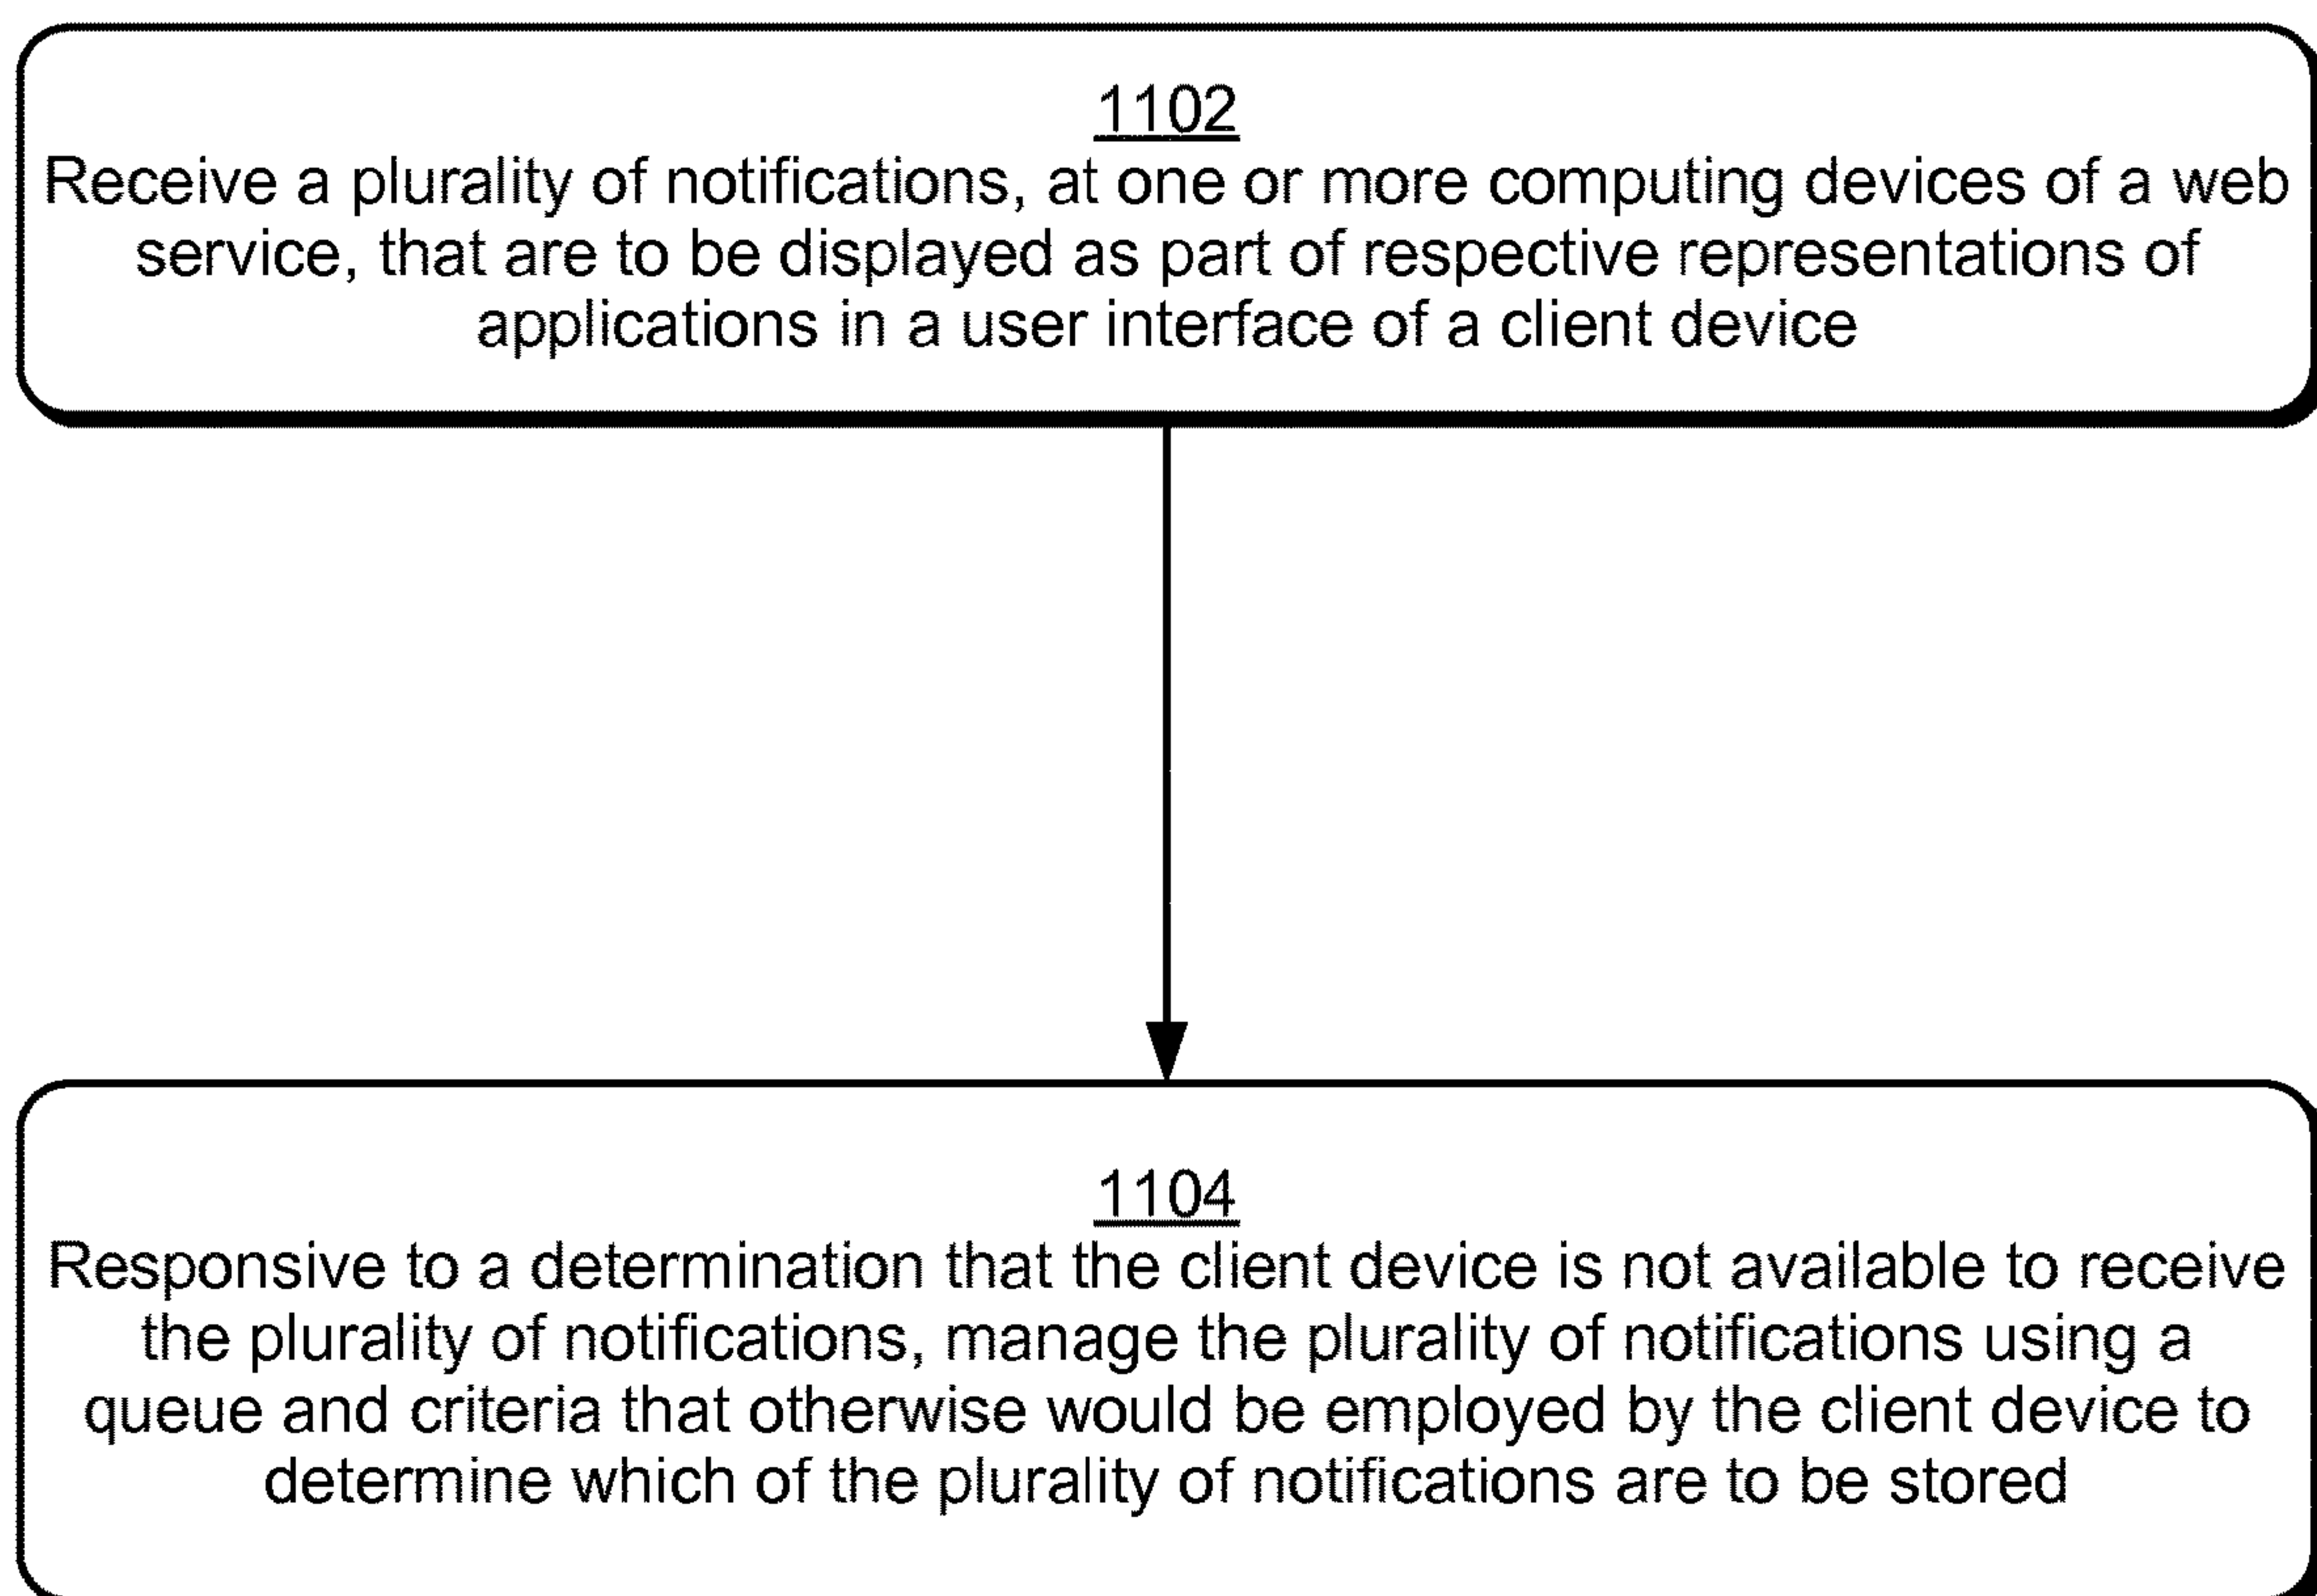 1102
Receive a plurality of notifications, at one or more computing devices of a web
service, that are to be displayed as part of respective representations of
applications in a user interface of a client device
1104
Responsive to a determination that the client device is not available to receive
the plurality of notifications, manage the plurality of notifications using a
queue and criteria that otherwise would be employed by the client device to
determine which of the plurality of notifications are to be stored